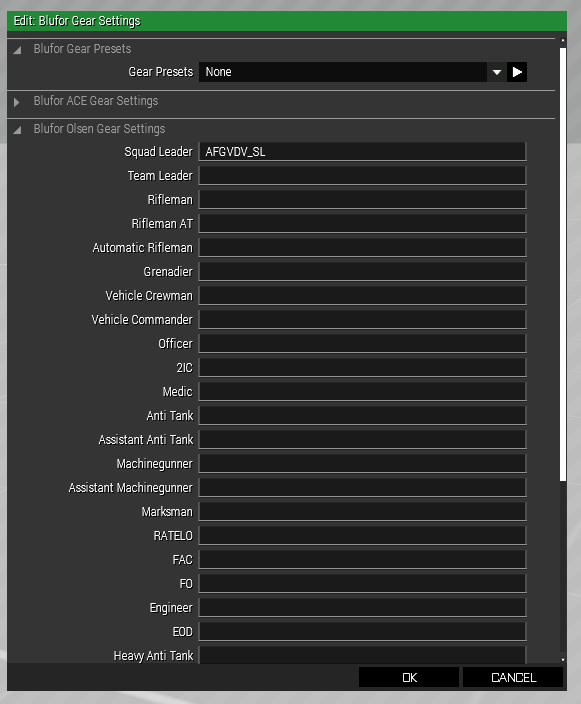 Edit: Blufor Gear Settings
Blufor Gear Presets
Gear Presets None
Blufor ACE Gear Settings
Blufor Olsen Gear Settings
Squad Leader AFGVDV_SL
Team Leader
Rifleman
Rifleman AT
Automatic Rifleman
Grenadier
Vehicle Crewman
Vehicle Commander
Officer
2IC
Medic
Anti Tank
Assistant Anti Tank
Machinegunner
Assistant Machinegunner
Marksman
RATELO
FAC
FO
Engineer
EOD
Heavy Anti Tank
OK CANCEL